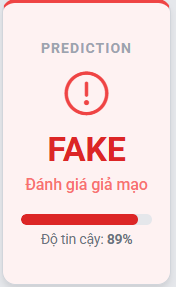 PREDICTION
FAKE
Đánh giá giả mạo
Độ tin cậy: 89%